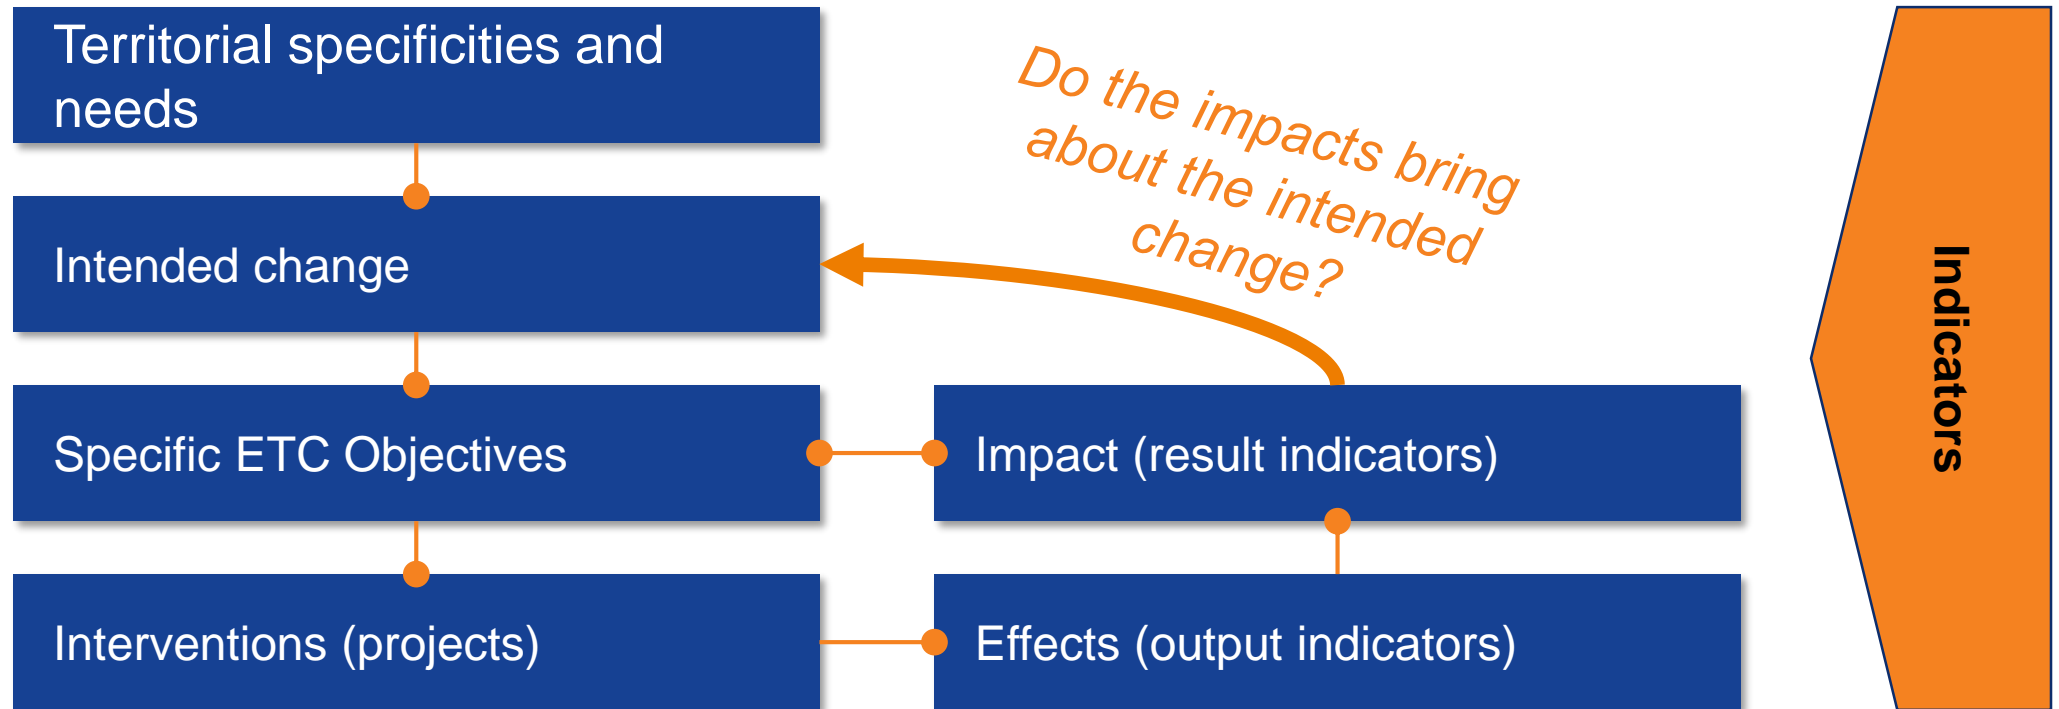 Territorial specificities and
needs
Do the impacts bring
about the intended
change?
Intended change
Specific ETC Objectives
Impact (result indicators)
Interventions (projects)
Effects (output indicators)
Indicators